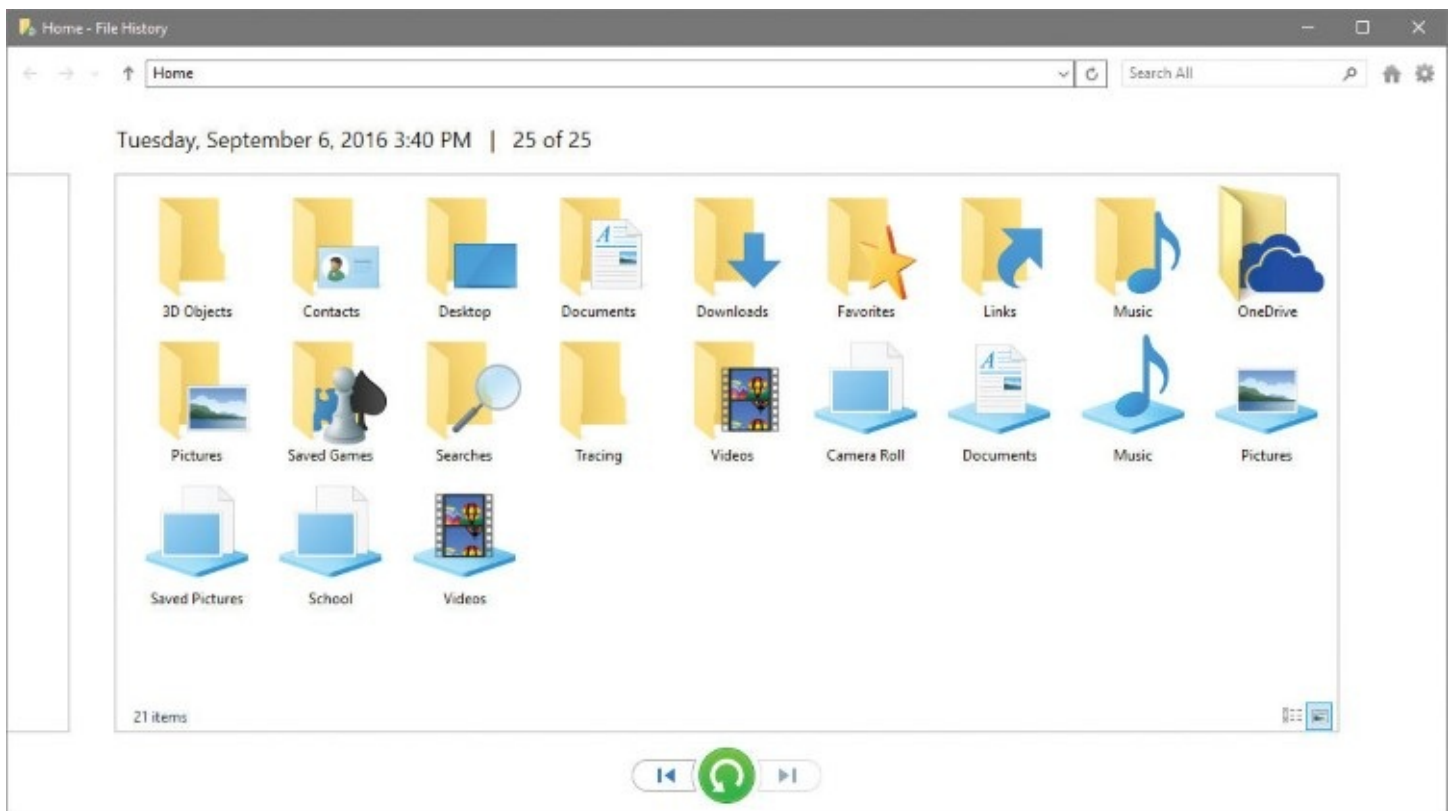 Home - File History
Home
Search All
Tuesday, September 6, 2016 3:40 PM | 25 of 25
3D Objects Contacts Desktop Documents Downloads Favorites Links Music OneDrive
Pictures Saved Games Searches Tracing Videos Camera Roll Documents Music Pictures
Saved Pictures School Videos
21 items